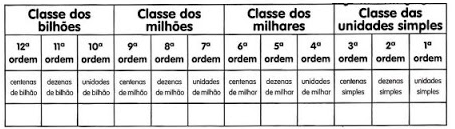 Classe dos bilhões Classe dos milhões Classe dos milhares Classe das unidades simples
12ª ordem 11ª ordem 10ª ordem 9ª ordem 8ª ordem 7ª ordem 6ª ordem 5ª ordem 4ª ordem 3ª ordem 2ª ordem 1ª ordem
centenas de bilhão dezenas de bilhão unidades de bilhão centenas de milhão dezenas de milhão unidades de milhão centenas de milhar dezenas de milhar unidades de milhar centenas simples dezenas simples unidades simples